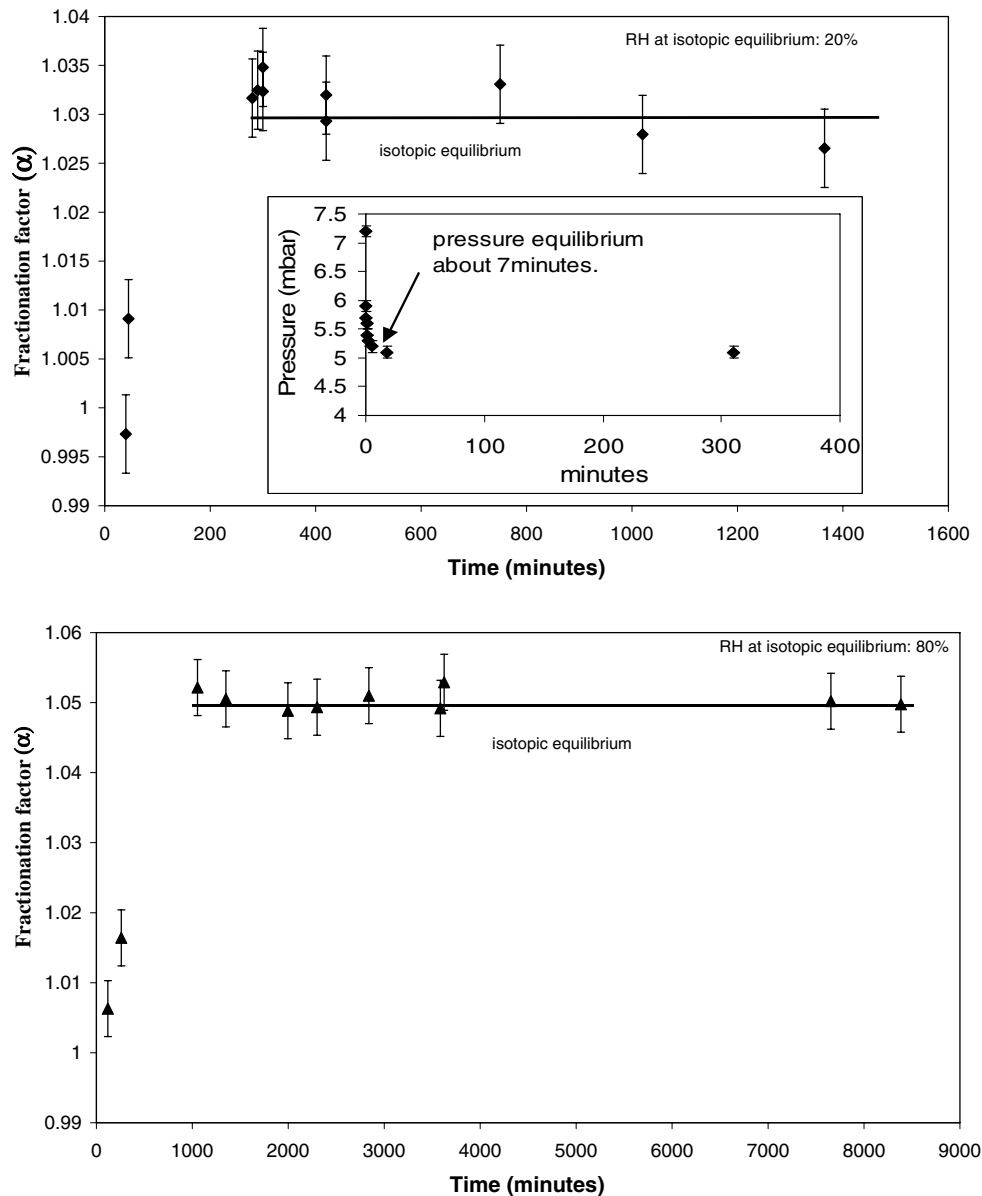 1.04
1.035
1.03
1.025
1.02
1.015
1.01
1.005
1
0.995
0.99
Fractionation factor (α)
RH at isotopic equilibrium: 20%
isotopic equilibrium
7.5
7
6.5
6
5.5
5
4.5
4
Pressure (mbar)
pressure equilibrium
about 7minutes.
0 100 200 300 400
minutes
0 200 400 600 800 1000 1200 1400 1600
Time (minutes)
1.06
1.05
1.04
1.03
1.02
1.01
1
0.99
Fractionation factor (α)
RH at isotopic equilibrium: 80%
isotopic equilibrium
0 1000 2000 3000 4000 5000 6000 7000 8000 9000
Time (minutes)